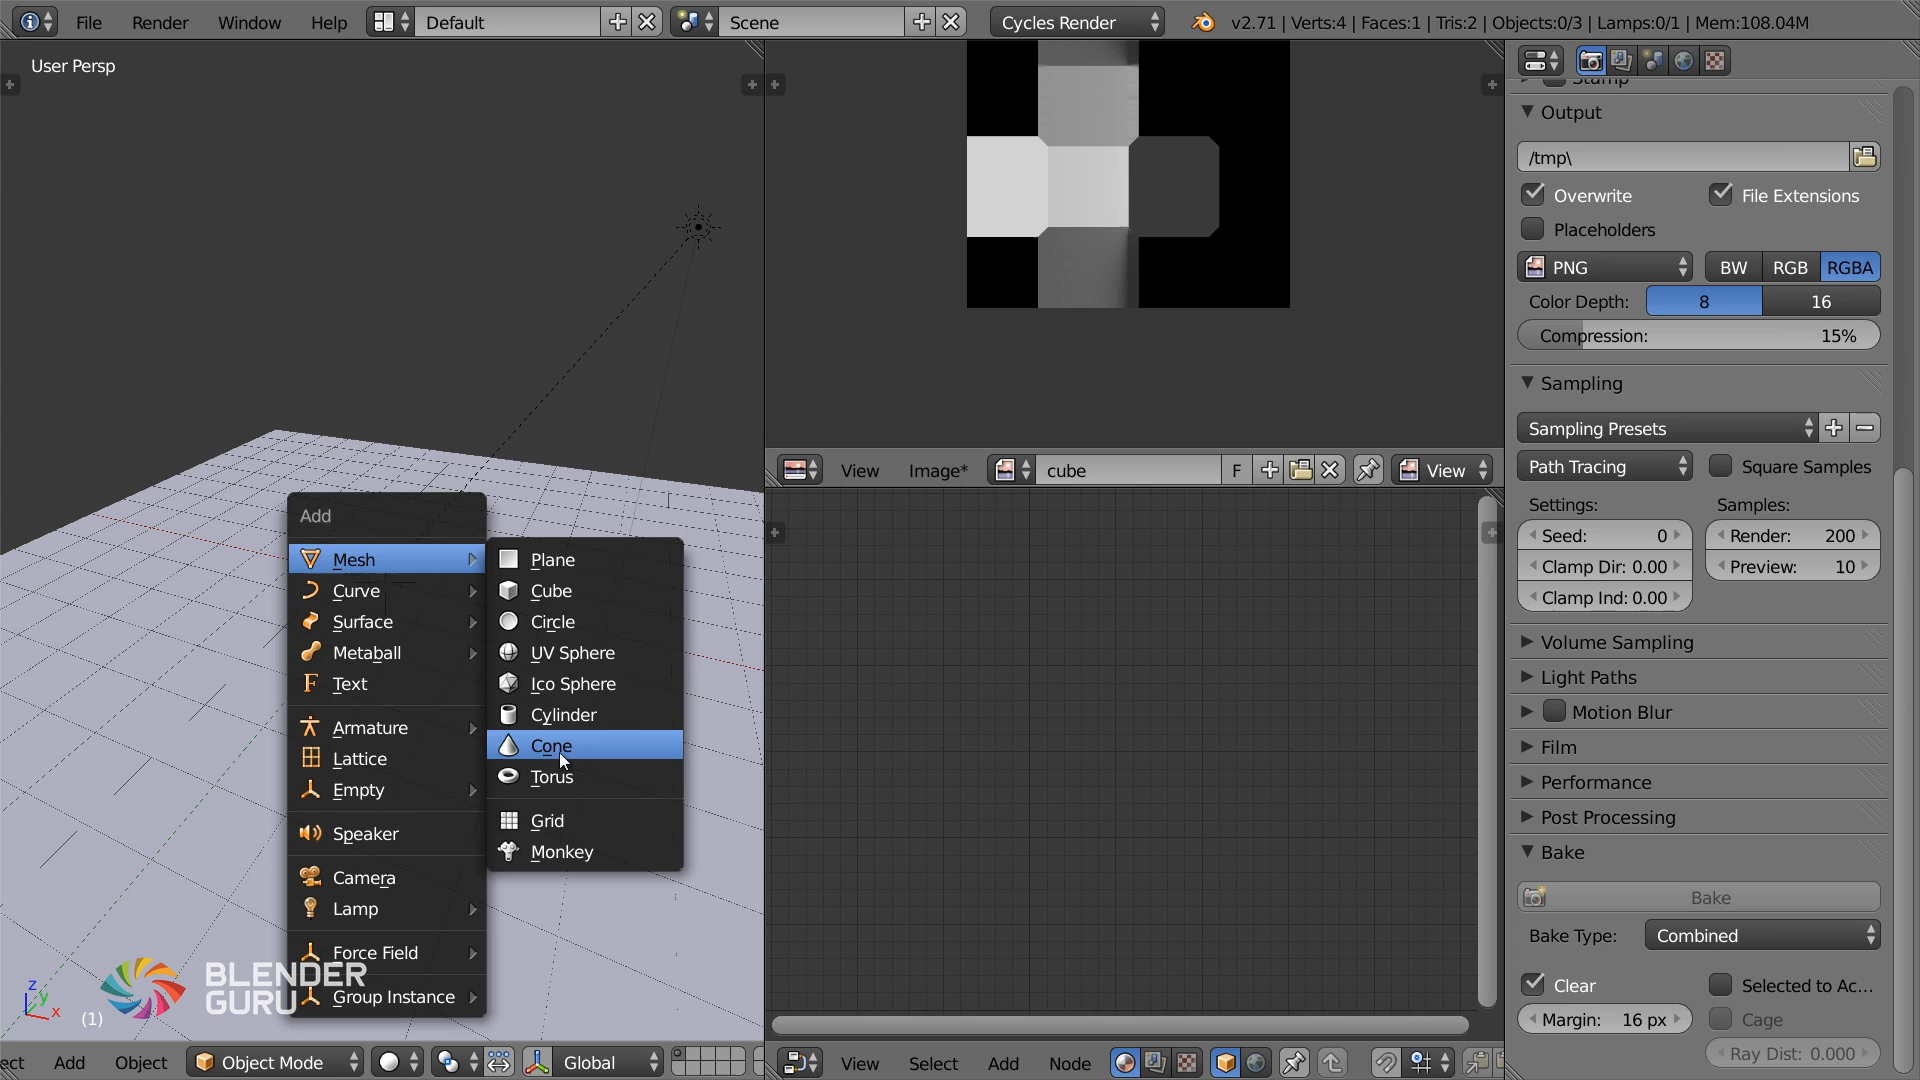 File Render Window Help Default Scene Cycles Render v2.71 | Verts:4 | Faces:1 | Tris:2 | Objects:0/3 | Lamps:0/1 | Mem:108.04M
User Persp
Add
Mesh
Curve
Surface
Metaball
Text
Armature
Lattice
Empty
Speaker
Camera
Lamp
Force Field
Group Instance
Plane
Cube
Circle
UV Sphere
Ico Sphere
Cylinder
Cone
Torus
Grid
Monkey
BLENDER
GURU
z
y
x
(1)
ect Add Object Object Mode Global
View Image* cube F View
View Select Add Node
Stamp
Output
/tmp\
Overwrite File Extensions
Placeholders
PNG BW RGB RGBA
Color Depth: 8 16
Compression: 15%
Sampling
Sampling Presets
Path Tracing Square Samples
Settings: Samples:
Seed: 0 Render: 200
Clamp Dir: 0.00 Preview: 10
Clamp Ind: 0.00
Volume Sampling
Light Paths
Motion Blur
Film
Performance
Post Processing
Bake
Bake
Bake Type: Combined
Clear Selected to Ac...
Margin: 16 px Cage
Ray Dist: 0.000